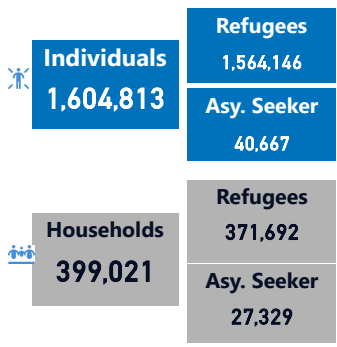 Refugees
1,564,146
Individuals
1,604,813
Asy. Seeker
40,667
Refugees
371,692
Households
399,021
Asy. Seeker
27,329